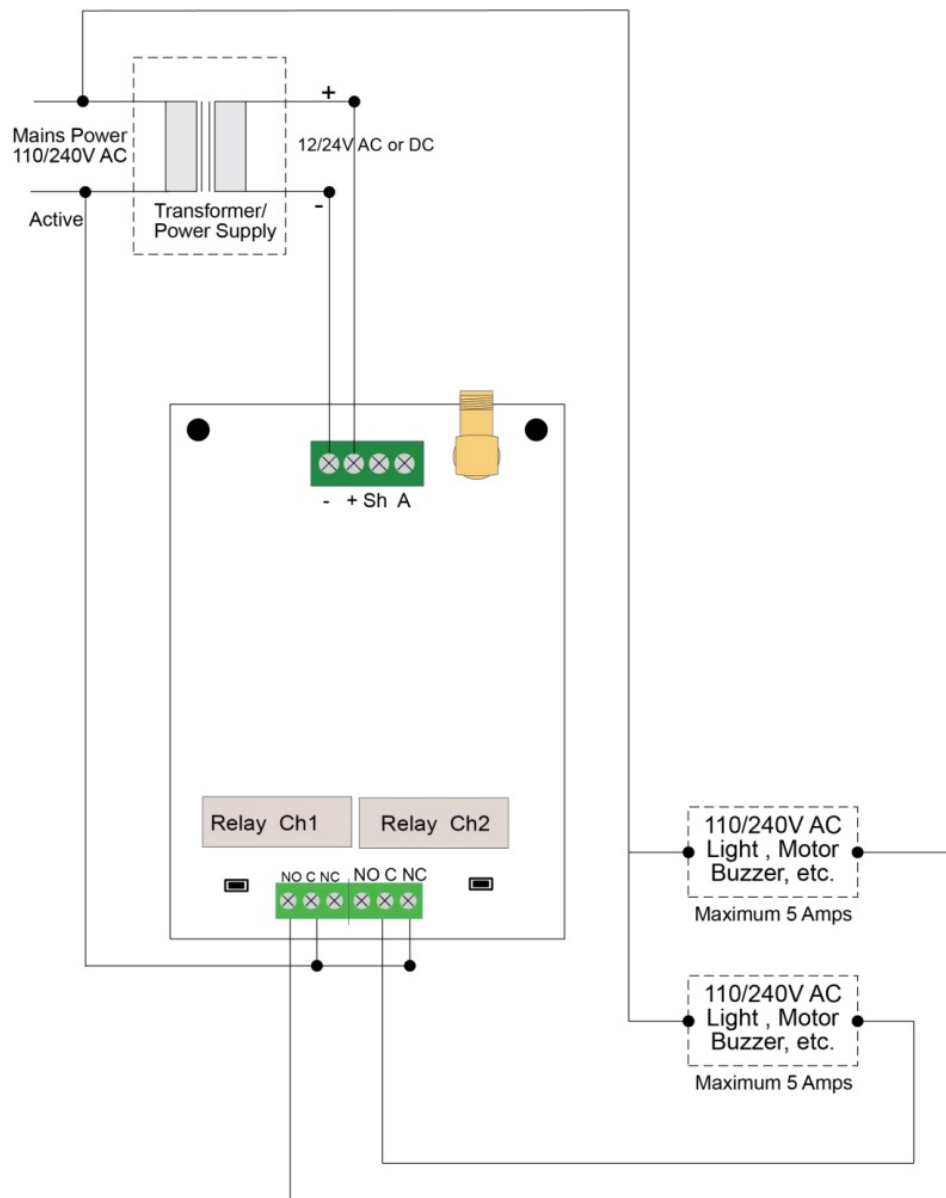 +
Mains Power
110/240V AC
12/24V AC or DC
Active
-
Transformer/
Power Supply
- + Sh A
Relay Ch1
Relay Ch2
NO C NC
NO C NC
110/240V AC
Light , Motor
Buzzer, etc.
Maximum 5 Amps
110/240V AC
Light , Motor
Buzzer, etc.
Maximum 5 Amps